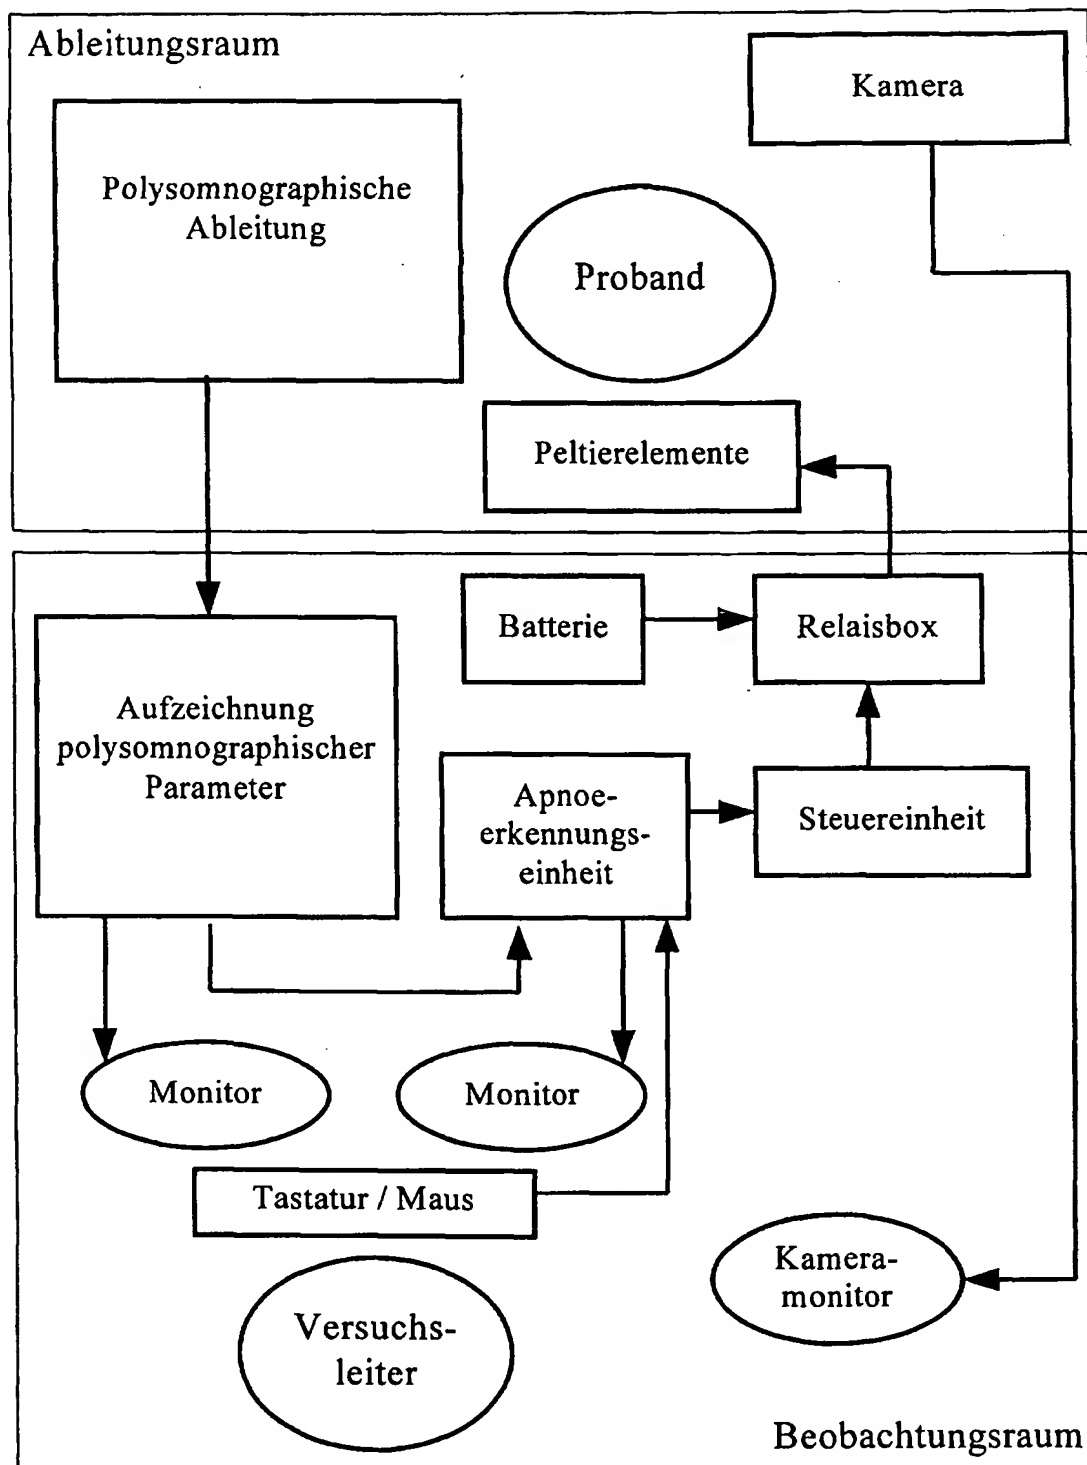 Ableitungsraum
Kamera
Polysomnographische
Ableitung
Proband
Peltierelemente
Batterie
Relaisbox
Aufzeichnung
polysomnographischer
Parameter
Apnoe-
erkennungs-
einheit
Steuereinheit
Monitor
Monitor
Tastatur / Maus
Kamera-
monitor
Versuchs-
leiter
Beobachtungsraum